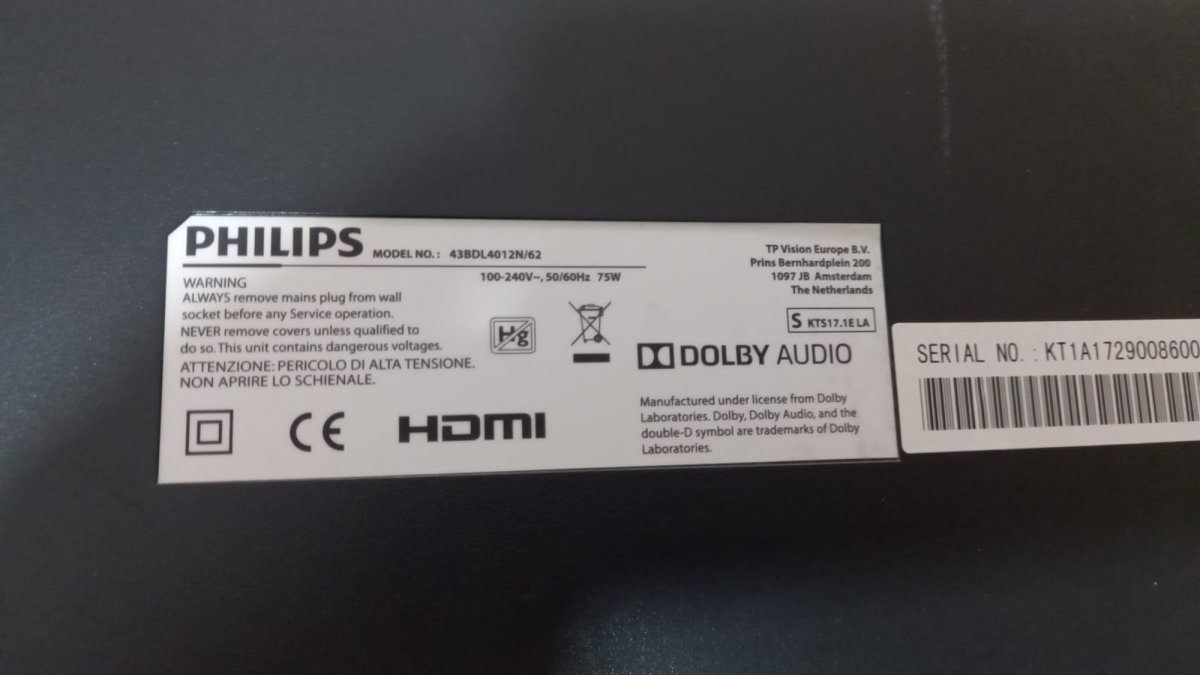 PHILIPS MODEL NO. : 43BDL4012N/62
100-240V~, 50/60Hz 75W
WARNING
ALWAYS remove mains plug from wall
socket before any Service operation.
NEVER remove covers unless qualified to
do so. This unit contains dangerous voltages.
ATTENZIONE: PERICOLO DI ALTA TENSIONE.
NON APRIRE LO SCHIENALE.
Hg
CE
HDMI
TP Vision Europe B.V.
Prins Bernhardplein 200
1097 JB Amsterdam
The Netherlands
S KTS17.1E LA
DOLBY AUDIO
Manufactured under license from Dolby
Laboratories. Dolby, Dolby Audio, and the
double-D symbol are trademarks of Dolby
Laboratories.
SERIAL NO. : KT1A1729008600